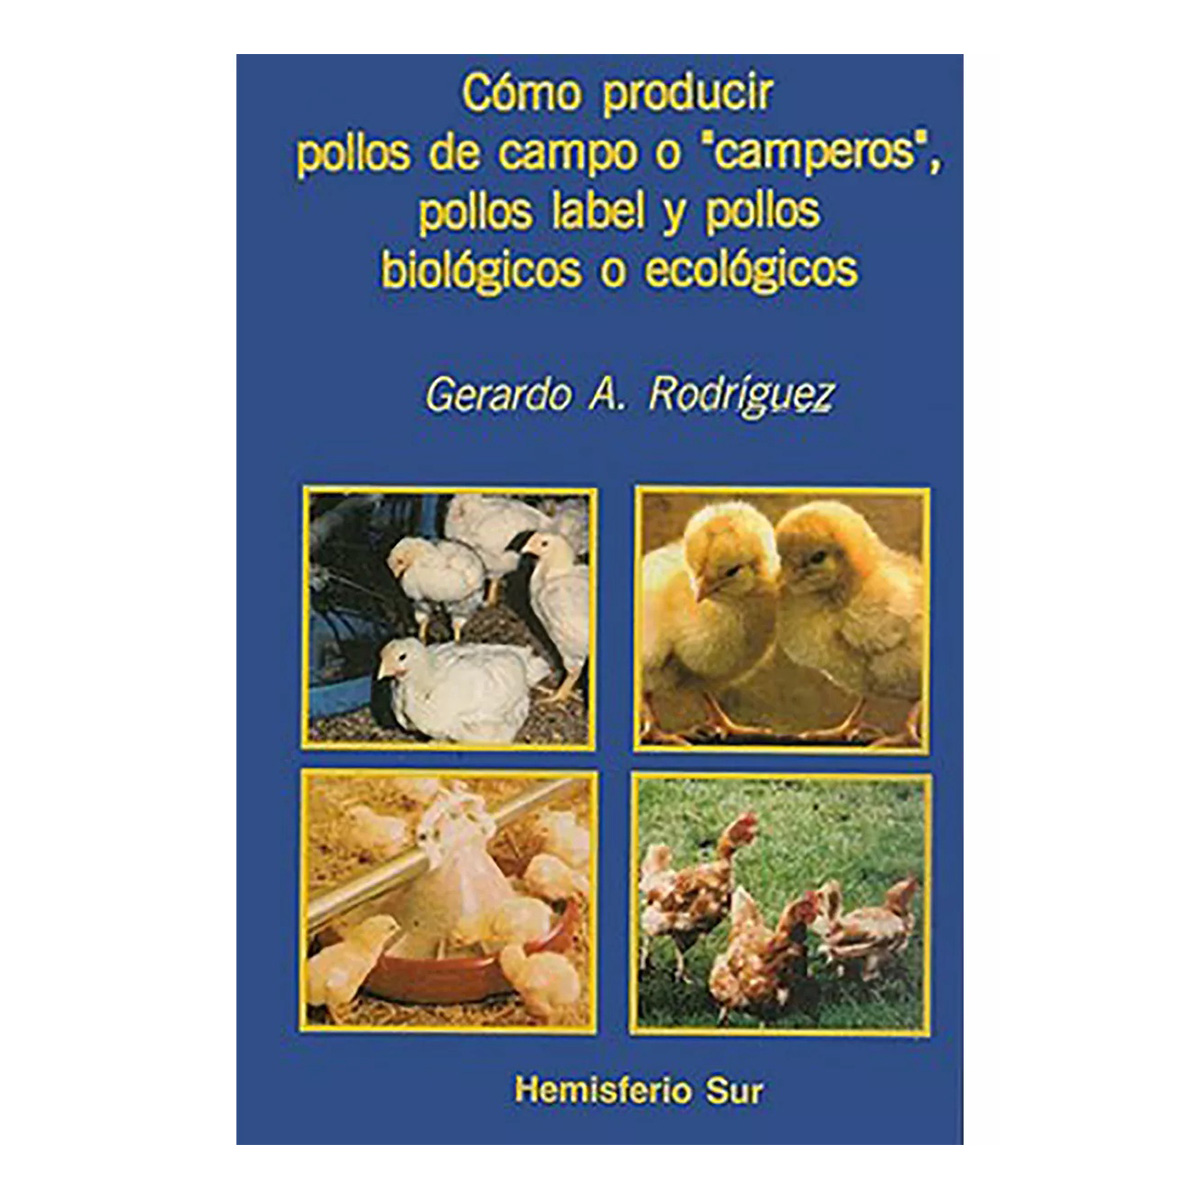 Cómo producir
pollos de campo o "camperos",
pollos label y pollos
biológicos o ecológicos
Gerardo A. Rodríguez
Hemisferio Sur